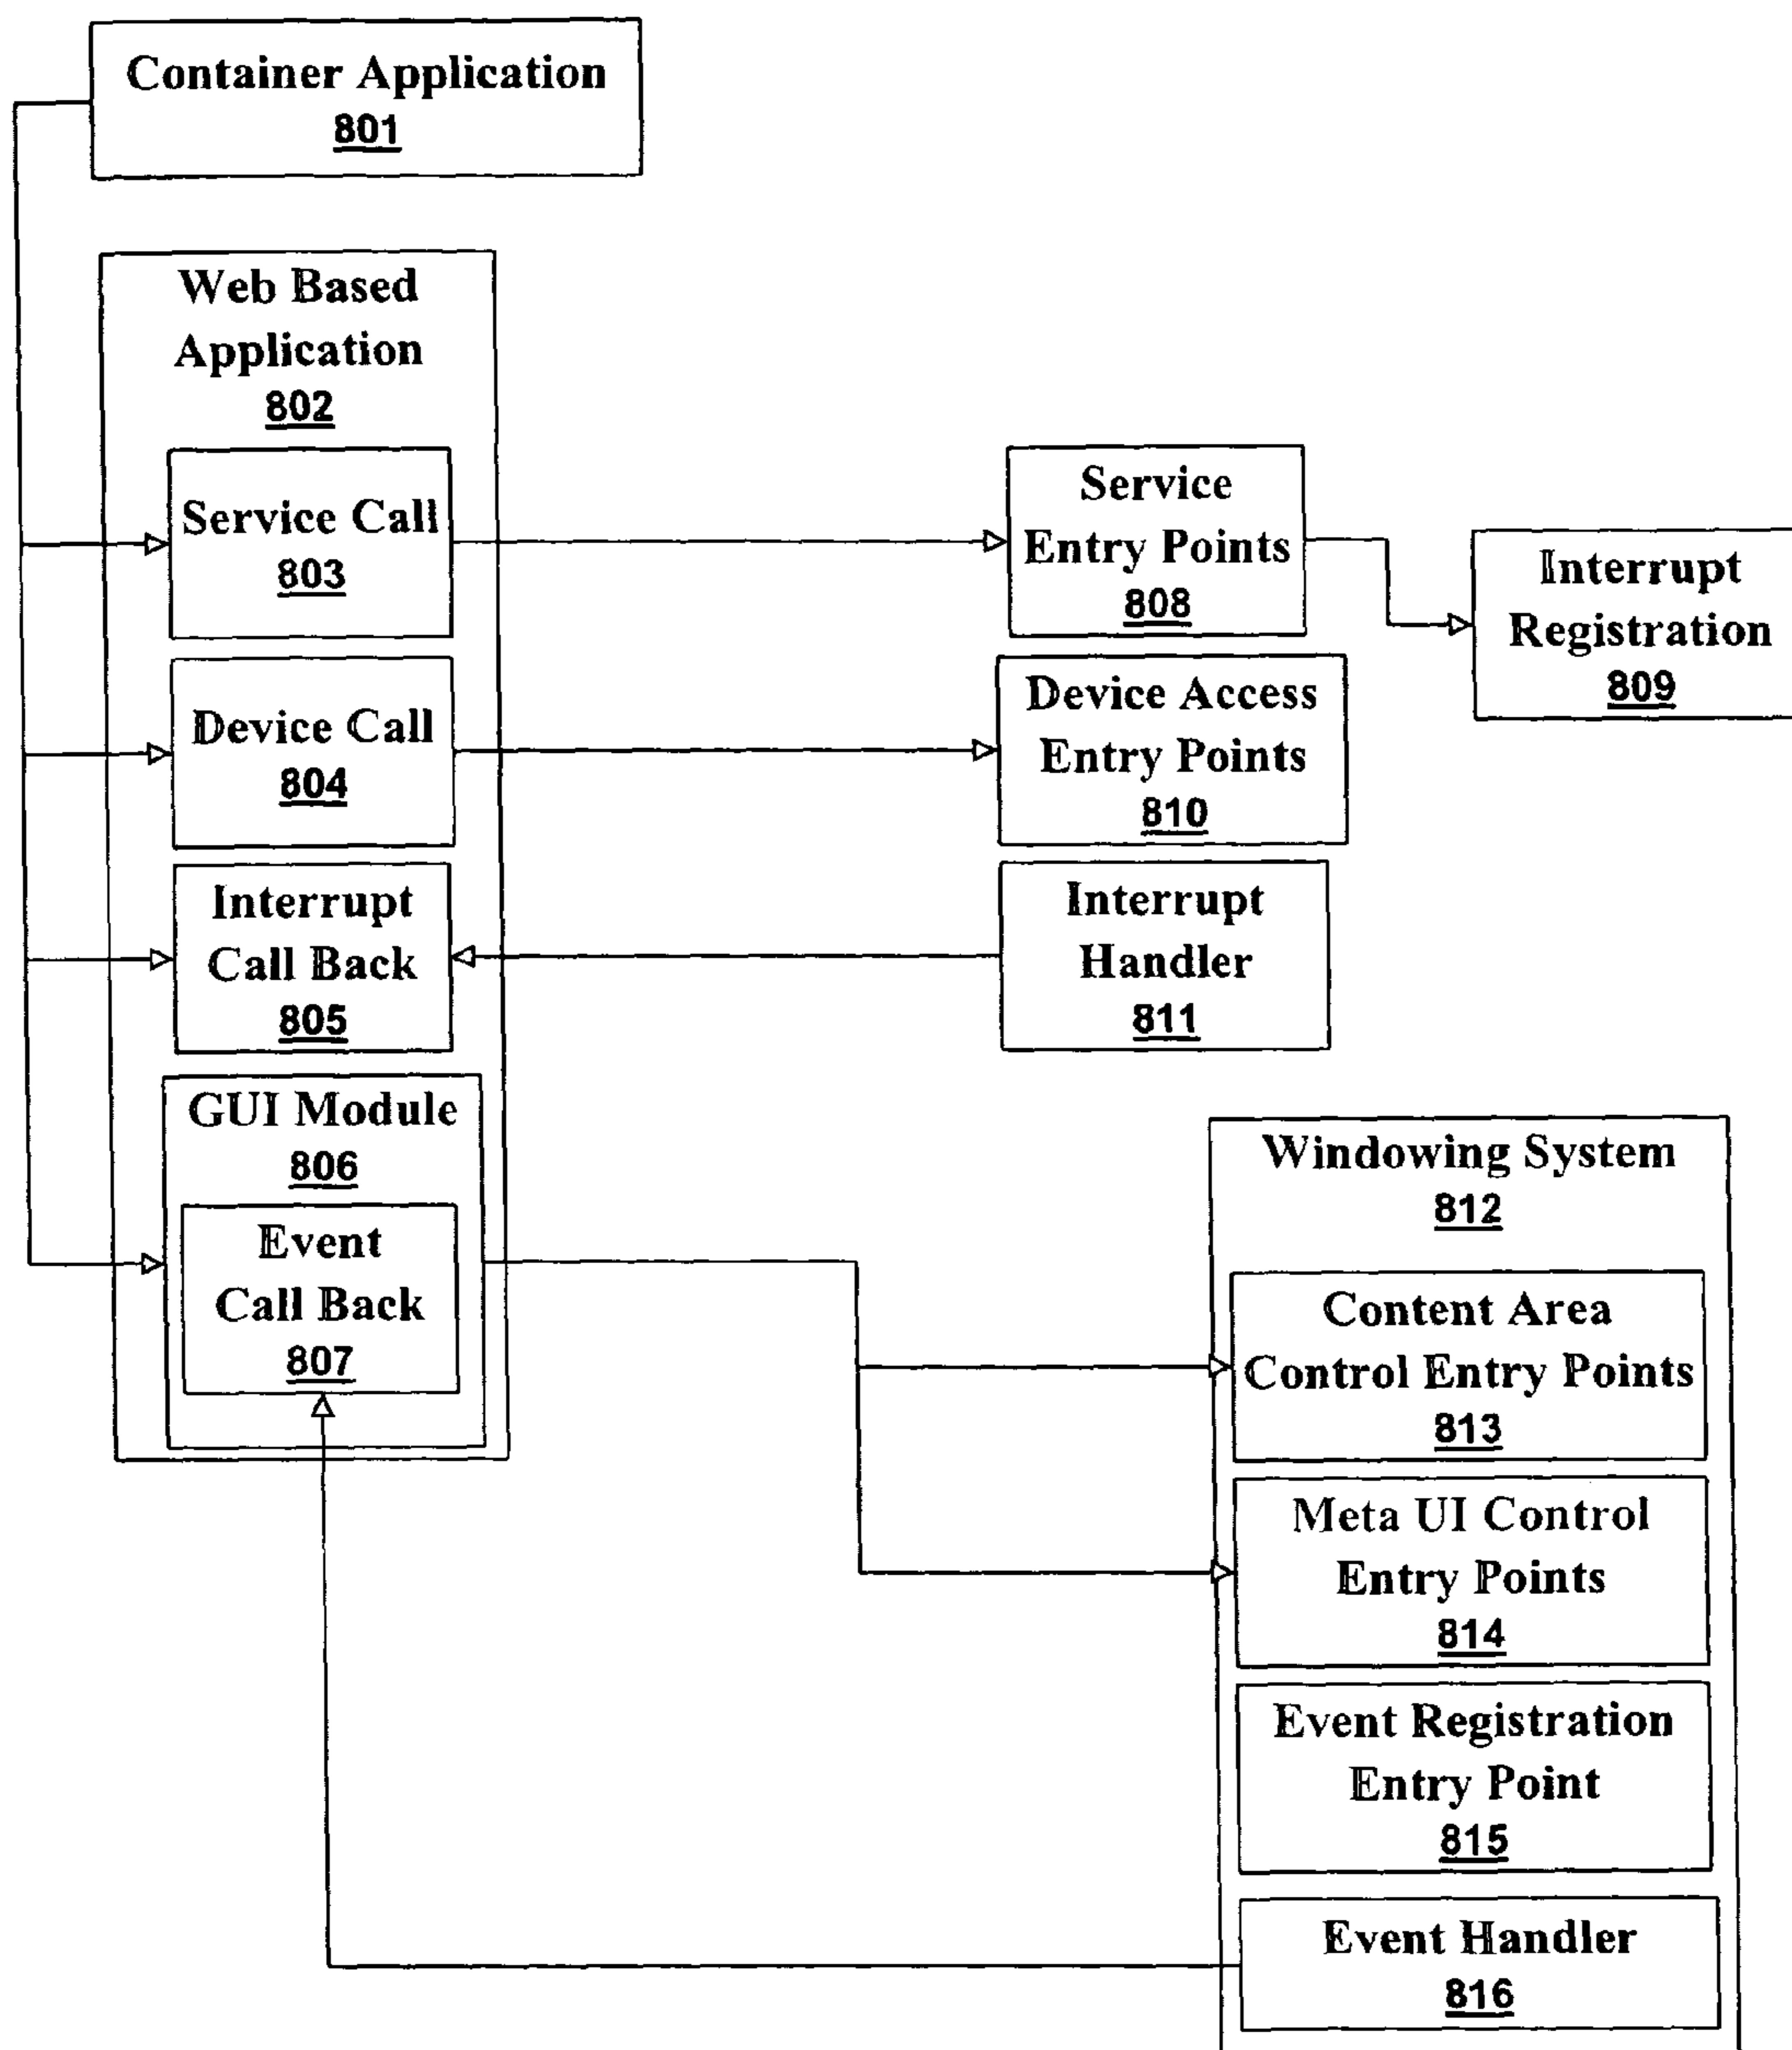 Container Application
801
Web Based
Application
802
Service Call
803
Device Call
804
Interrupt
Call Back
805
GUI Module
806
Event
Call Back
807
Service
Entry Points
808
Interrupt
Registration
809
Device Access
Entry Points
810
Interrupt
Handler
811
Windowing System
812
Content Area
Control Entry Points
813
Meta UI Control
Entry Points
814
Event Registration
Entry Point
815
Event Handler
816